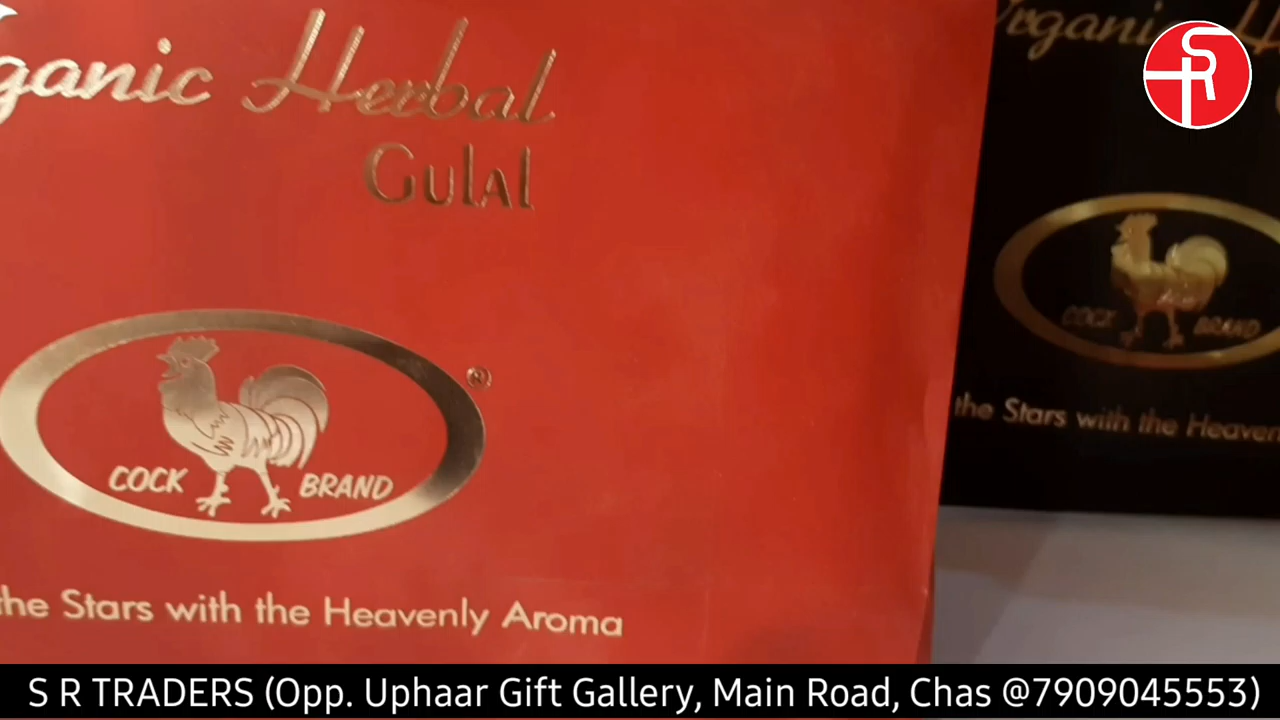 ganic Herbal
Gulal
®
COCK BRAND
the Stars with the Heavenly Aroma
rganic H
COCK BRAND
the Stars with the Heaven
SR
S R TRADERS (Opp. Uphaar Gift Gallery, Main Road, Chas @7909045553)